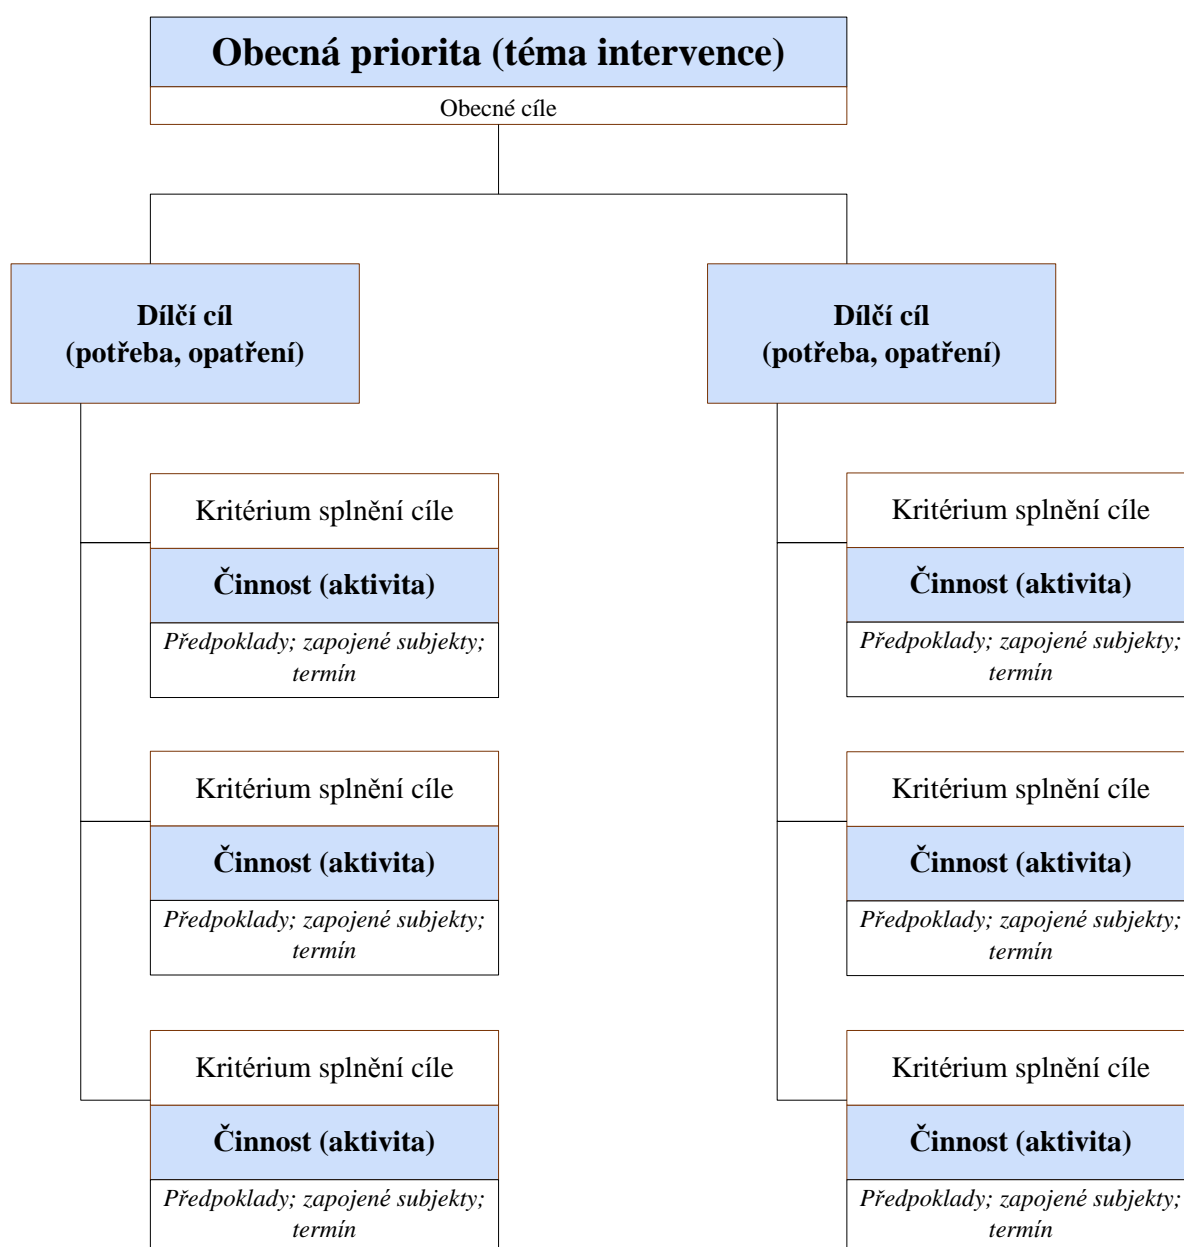 Obecná priorita (téma intervence)
Obecné cíle
Dílčí cíl
(potřeba, opatření)
Kritérium splnění cíle
Činnost (aktivita)
Předpoklady; zapojené subjekty;
termín
Kritérium splnění cíle
Činnost (aktivita)
Předpoklady; zapojené subjekty;
termín
Kritérium splnění cíle
Činnost (aktivita)
Předpoklady; zapojené subjekty;
termín
Dílčí cíl
(potřeba, opatření)
Kritérium splnění cíle
Činnost (aktivita)
Předpoklady; zapojené subjekty;
termín
Kritérium splnění cíle
Činnost (aktivita)
Předpoklady; zapojené subjekty;
termín
Kritérium splnění cíle
Činnost (aktivita)
Předpoklady; zapojené subjekty;
termín